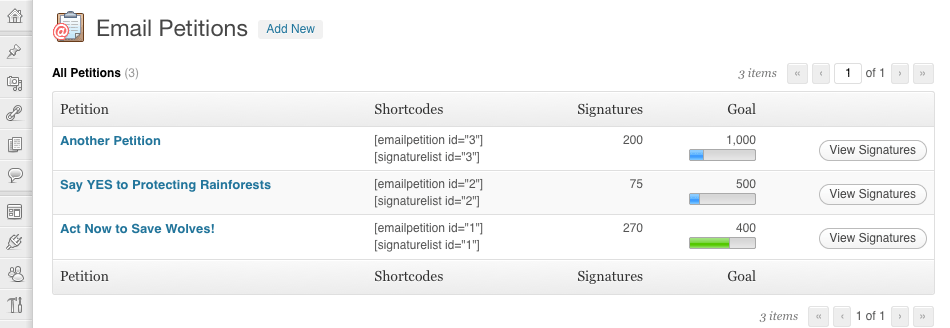 Email Petitions Add New
All Petitions (3) 3 items « ‹ 1 of 1 › »
Petition Shortcodes Signatures Goal
Another Petition [emailpetition id="3"] 200 1,000
[signaturelist id="3"] View Signatures
Say YES to Protecting Rainforests [emailpetition id="2"] 75 500
[signaturelist id="2"] View Signatures
Act Now to Save Wolves! [emailpetition id="1"] 270 400
[signaturelist id="1"] View Signatures
Petition Shortcodes Signatures Goal
3 items « ‹ 1 of 1 › »